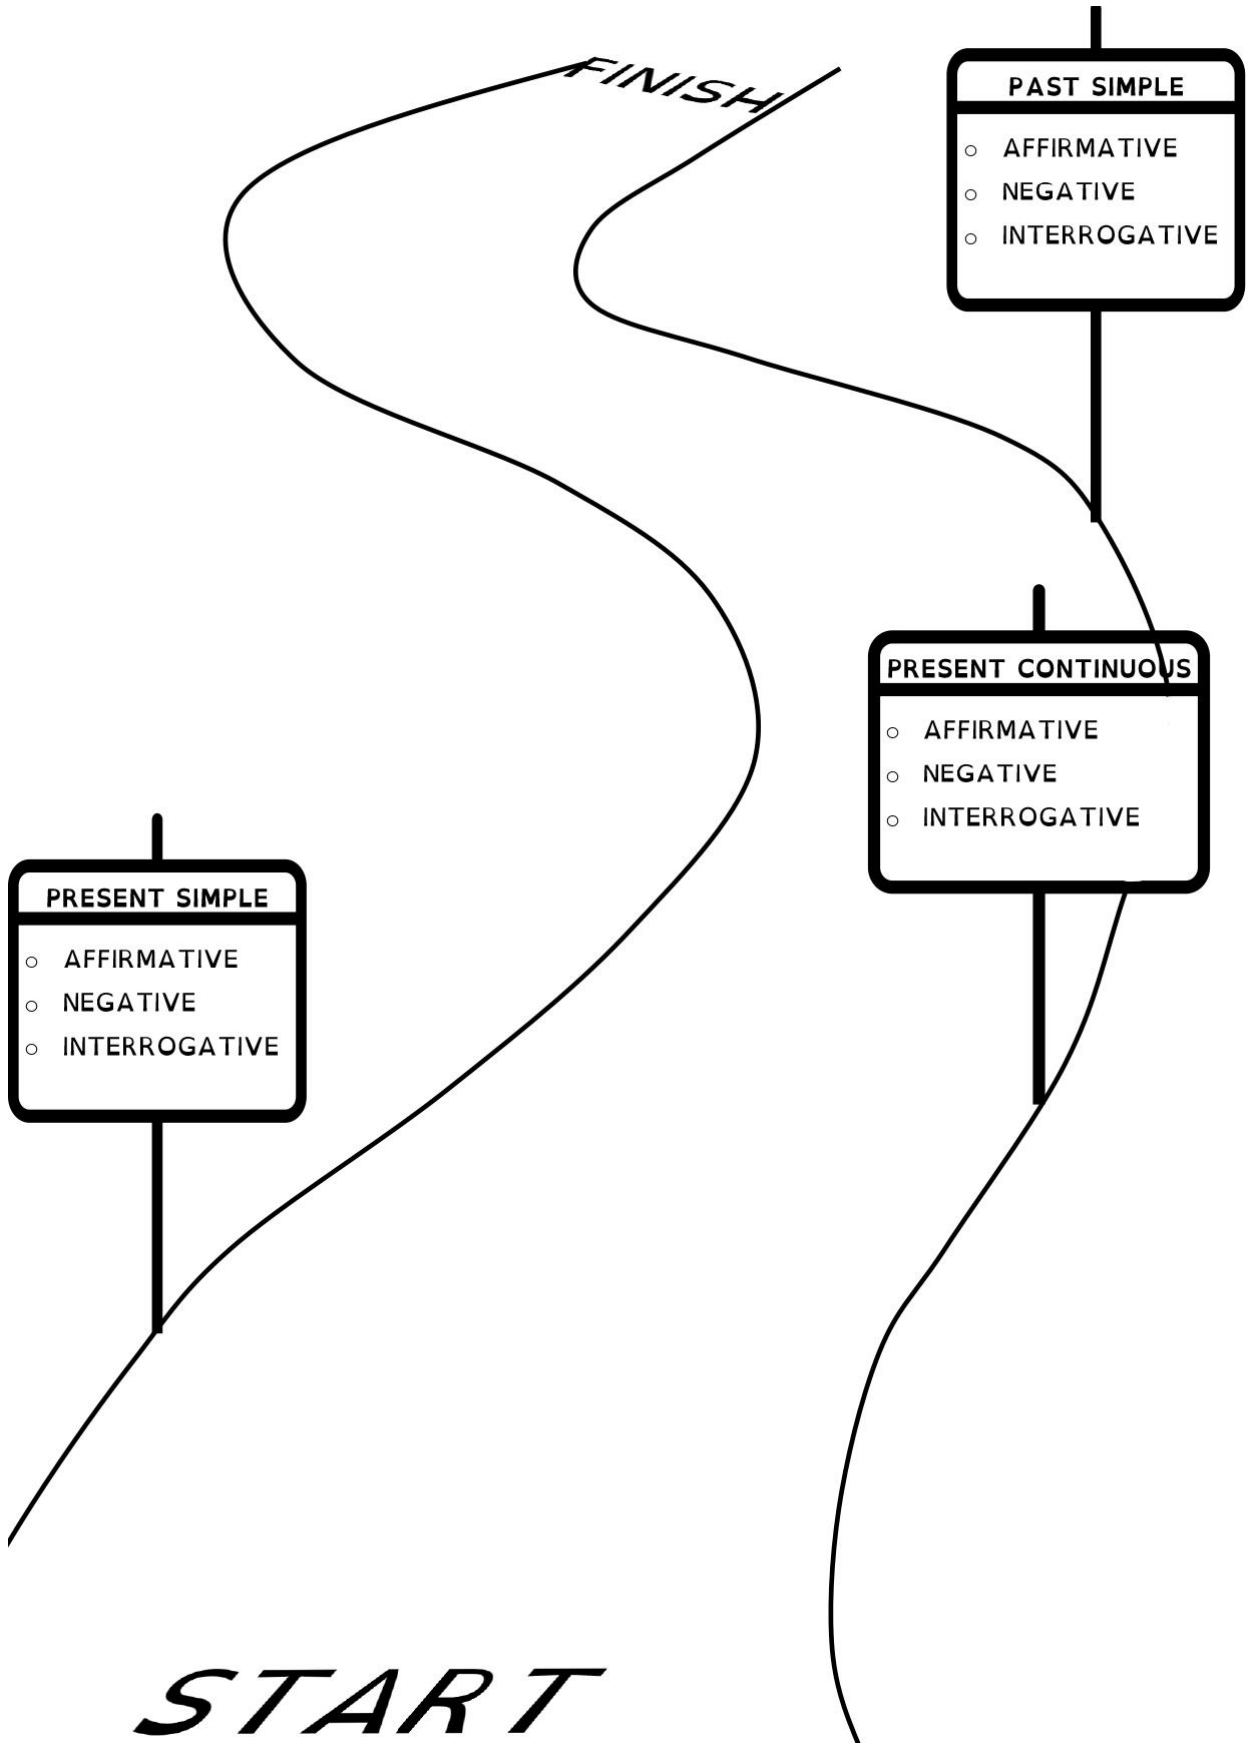 FINISH
PAST SIMPLE
○ AFFIRMATIVE
○ NEGATIVE
○ INTERROGATIVE
PRESENT CONTINUOUS
○ AFFIRMATIVE
○ NEGATIVE
○ INTERROGATIVE
PRESENT SIMPLE
○ AFFIRMATIVE
○ NEGATIVE
○ INTERROGATIVE
START